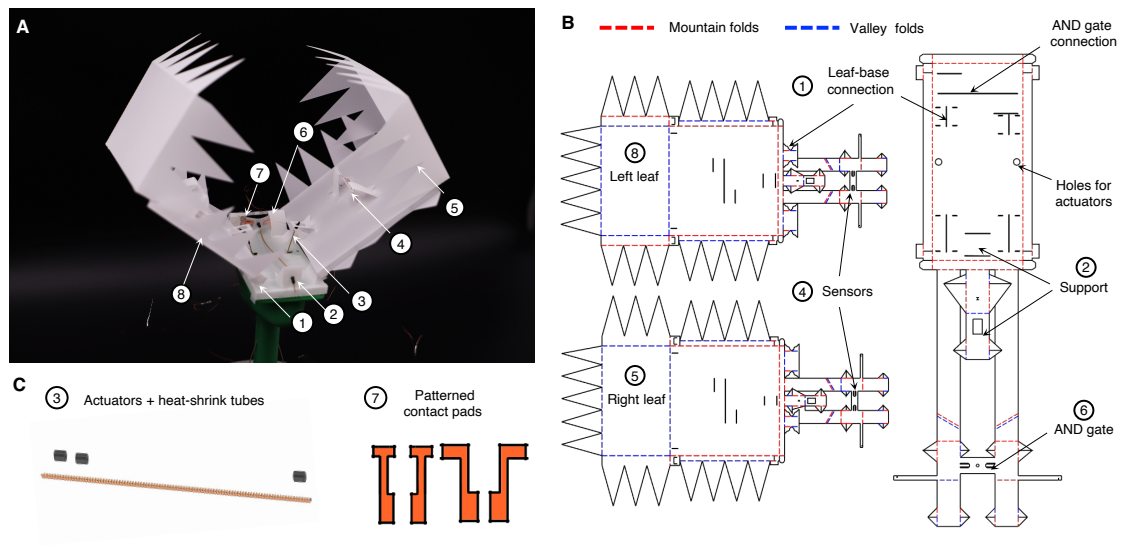 A
6
7
5
4
8
3
1
2
B
Mountain folds
Valley folds
AND gate
connection
1
Leaf-base
connection
8
Left leaf
Holes for
actuators
4
Sensors
2
Support
5
Right leaf
6
AND gate
C
3
Actuators + heat-shrink tubes
7
Patterned
contact pads